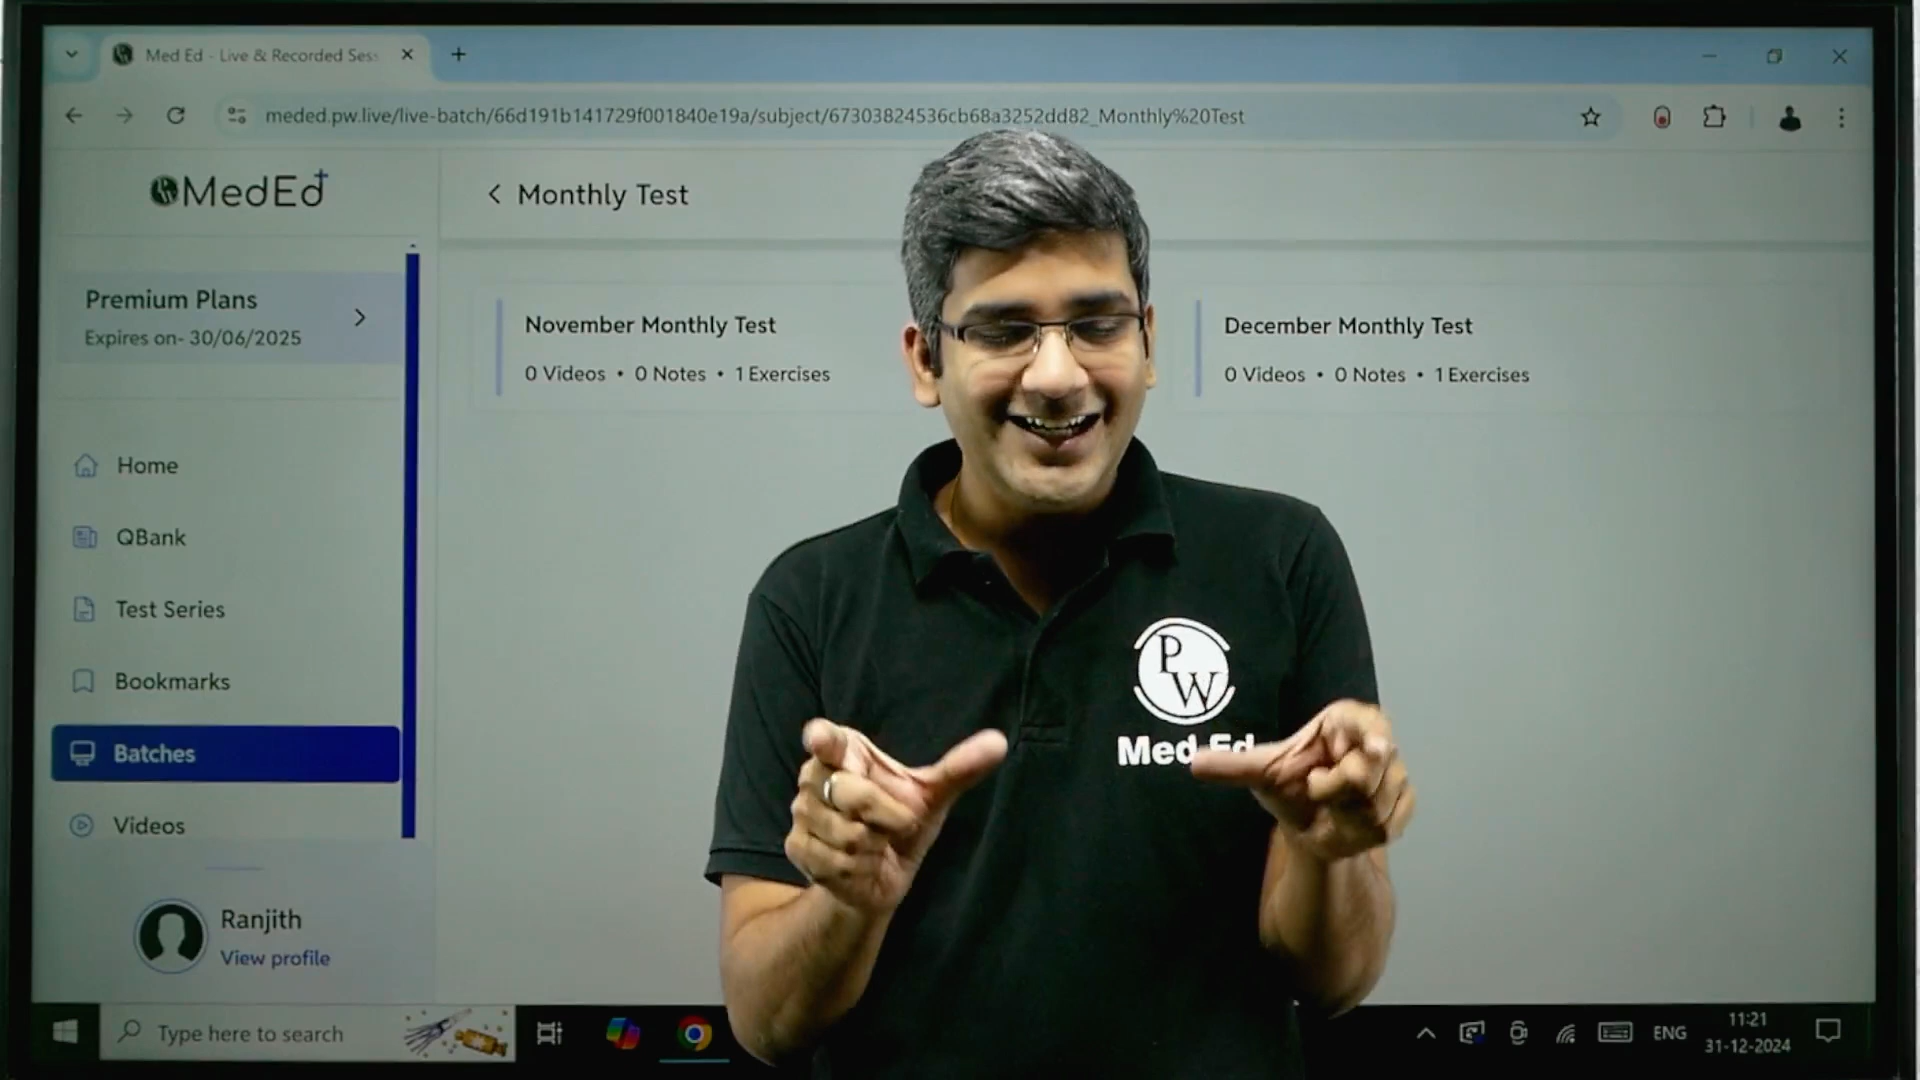 Med Ed - Live & Recorded Sess
meded.pw.live/live-batch/66d191b141729f001840e19a/subject/67303824536cb68a3252dd82_Monthly%20Test
PW MedEd
Monthly Test
Premium Plans
Expires on- 30/06/2025
November Monthly Test
0 Videos • 0 Notes • 1 Exercises
December Monthly Test
0 Videos • 0 Notes • 1 Exercises
Home
QBank
Test Series
Bookmarks
Batches
Videos
Ranjith
View profile
PW
Med Ed
Type here to search
ENG
11:21
31-12-2024